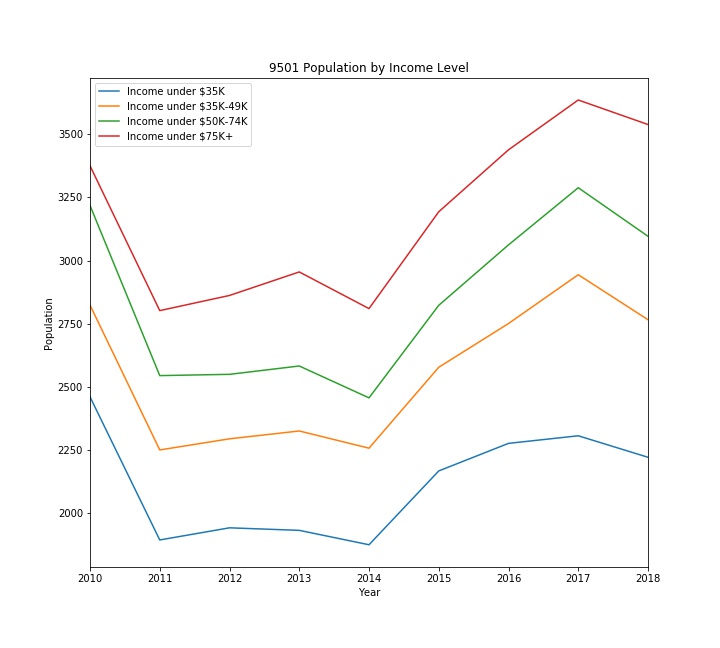 9501 Population by Income Level
Income under $35K
Income under $35K-49K
Income under $50K-74K
Income under $75K+
3500
3250
3000
2750
2500
2250
2000
Population
2010 2011 2012 2013 2014 2015 2016 2017 2018
Year